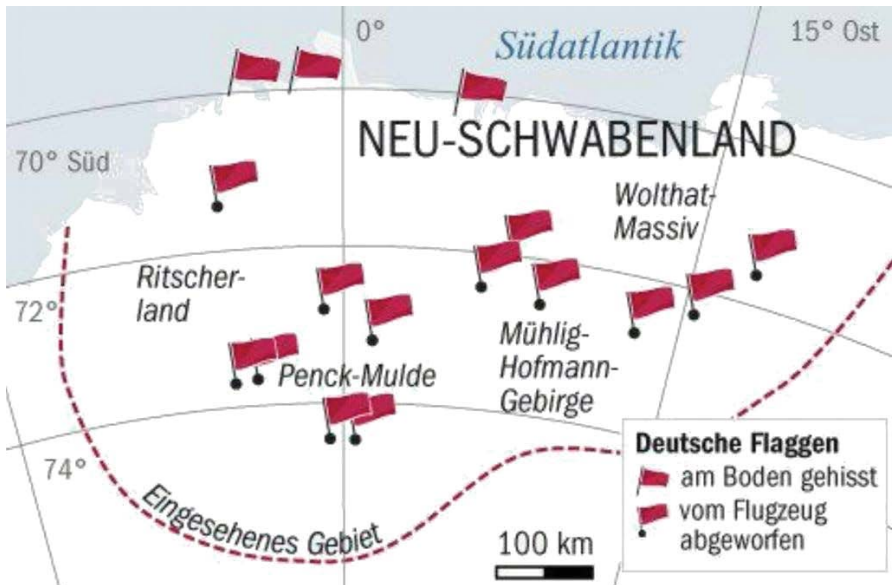 0°
15° Ost
Südatlantik
NEU-SCHWABENLAND
70° Süd
Wolthat-
Massiv
Ritscher-
land
72°
Mühlig-
Hofmann-
Gebirge
Penck-Mulde
74°
Eingesehenes Gebiet
100 km
Deutsche Flaggen
am Boden gehisst
vom Flugzeug
abgeworfen